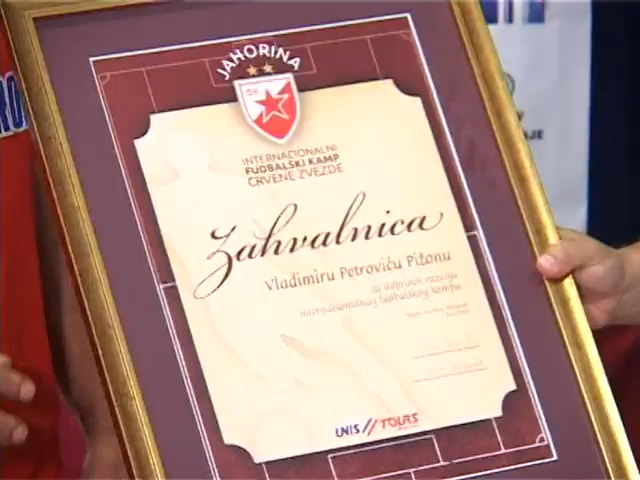 JAHORINA
INTERNACIONALNI
FUDBALSKI KAMP
CRVENE ZVEZDE
Zahvalnica
Vladimiru Petroviću Pižonu
za doprinos razvoju
Internacionalnog fudbalskog kampa
UNIS // TOURS